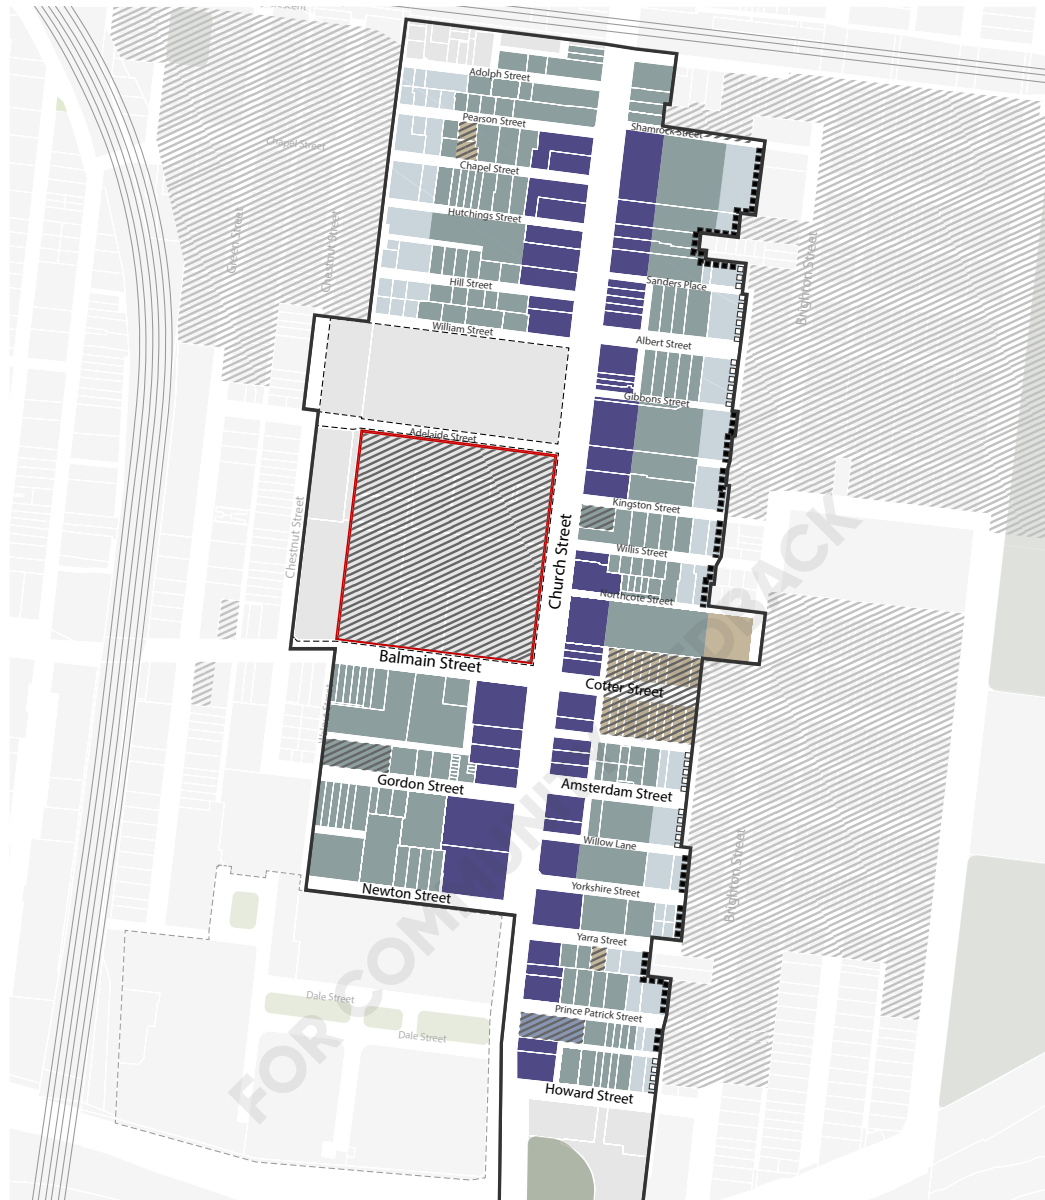 Adolph Street
Pearson Street
Shamrock Street
Chapel Street
Chapel Street
Hutchings Street
Green Street
Chestnut Street
Brighton Street
Hill Street
Sanders Place
William Street
Albert Street
Gibbons Street
Adelaide Street
Kingston Street
Chestnut Street
Church Street
Willis Street
Northcote Street
Balmain Street
Cotter Street
Gordon Street
Amsterdam Street
Willow Lane
Brighton Street
Newton Street
Yorkshire Street
Yarra Street
Dale Street
Dale Street
Prince Patrick Street
Howard Street